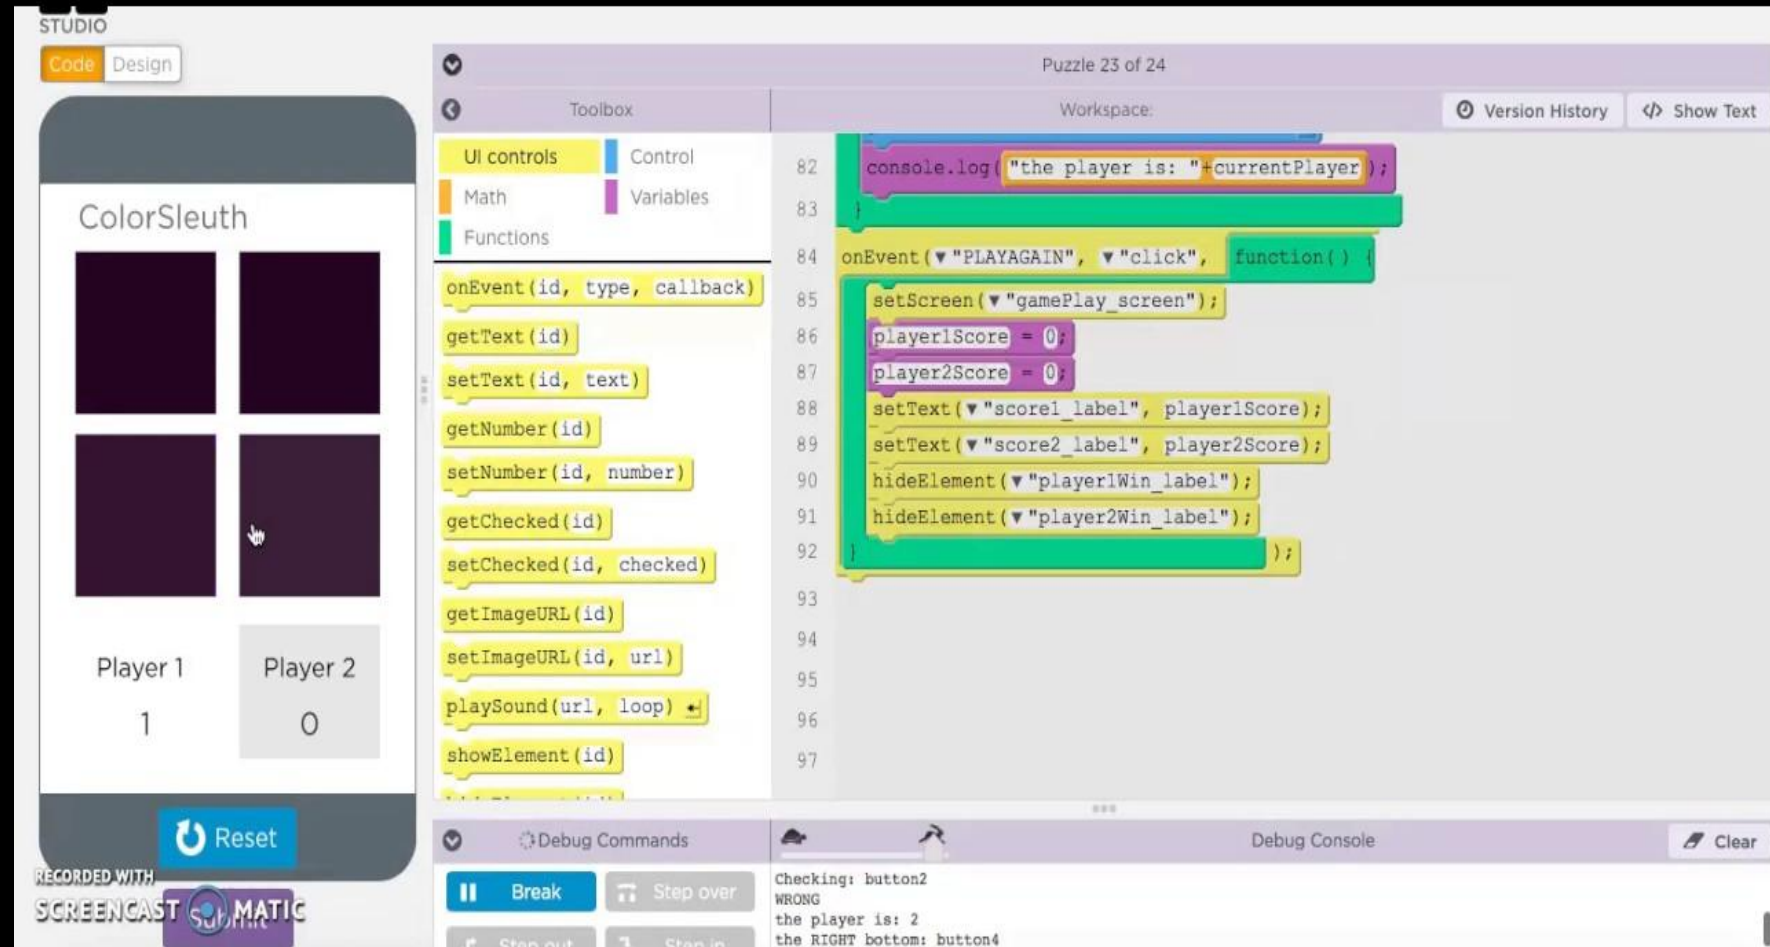 STUDIO
Code Design
ColorSleuth
Player 1 Player 2
1 0
Reset
RECORDED WITH
SCREENCAST MATIC
Submit
Puzzle 23 of 24
Toolbox
Workspace:
Version History
</> Show Text
UI controls Control
Math Variables
Functions
onEvent(id, type, callback)
getText(id)
setText(id, text)
getNumber(id)
setNumber(id, number)
getChecked(id)
setChecked(id, checked)
getImageURL(id)
setImageURL(id, url)
playSound(url, loop)
showElement(id)
82 console.log("the player is: "+currentPlayer);
83 }
84 onEvent(▼"PLAYAGAIN", ▼"click", function() {
85 setScreen(▼"gamePlay_screen");
86 player1Score = 0;
87 player2Score = 0;
88 setText(▼"score1_label", player1Score);
89 setText(▼"score2_label", player2Score);
90 hideElement(▼"player1Win_label");
91 hideElement(▼"player2Win_label");
92 } );
93
94
95
96
97
Debug Commands
Debug Console
Clear
Break
Step over
Step out
Step in
Checking: button2
WRONG
the player is: 2
the RIGHT bottom: button4